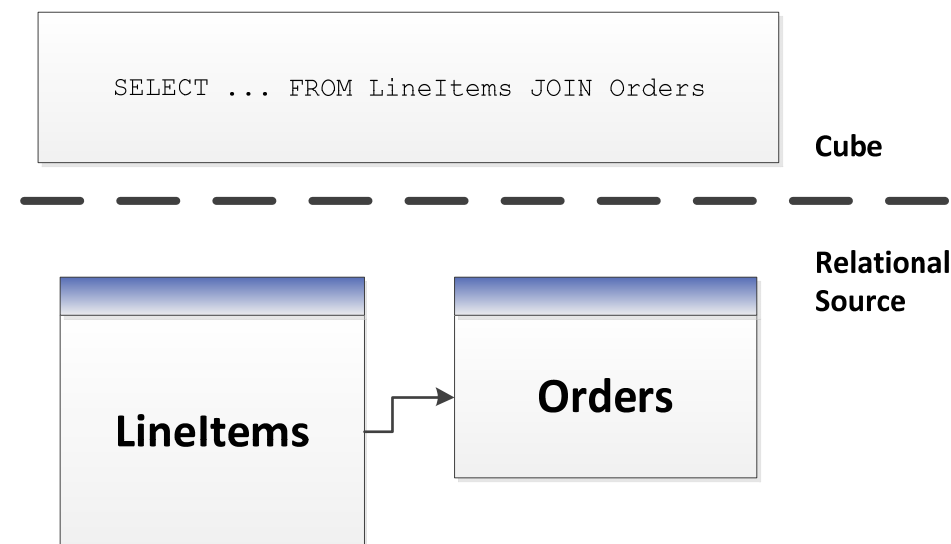 SELECT ... FROM LineItems JOIN Orders
Cube
Relational
Source
LineItems
Orders